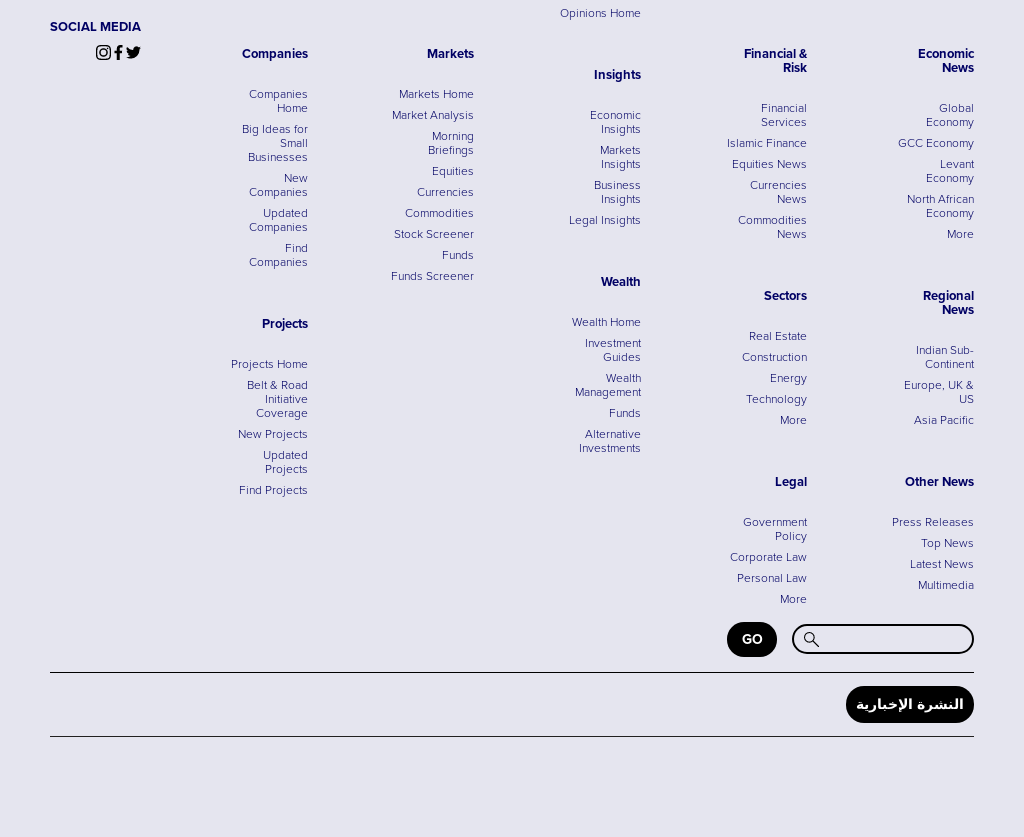 Opinions Home
SOCIAL MEDIA
Economic
News
Global
Economy
GCC Economy
Levant
Economy
North African
Economy
More
Regional
News
Indian Sub-
Continent
Europe, UK &
US
Asia Pacific
Other News
Press Releases
Top News
Latest News
Multimedia
Financial &
Risk
Financial
Services
Islamic Finance
Equities News
Currencies
News
Commodities
News
Sectors
Real Estate
Construction
Energy
Technology
More
Legal
Government
Policy
Corporate Law
Personal Law
More
Insights
Economic
Insights
Markets
Insights
Business
Insights
Legal Insights
Wealth
Wealth Home
Investment
Guides
Wealth
Management
Funds
Alternative
Investments
Markets
Markets Home
Market Analysis
Morning
Briefings
Equities
Currencies
Commodities
Stock Screener
Funds
Funds Screener
Companies
Companies
Home
Big Ideas for
Small
Businesses
New
Companies
Updated
Companies
Find
Companies
Projects
Projects Home
Belt & Road
Initiative
Coverage
New Projects
Updated
Projects
Find Projects
GO
النشرة الإخبارية